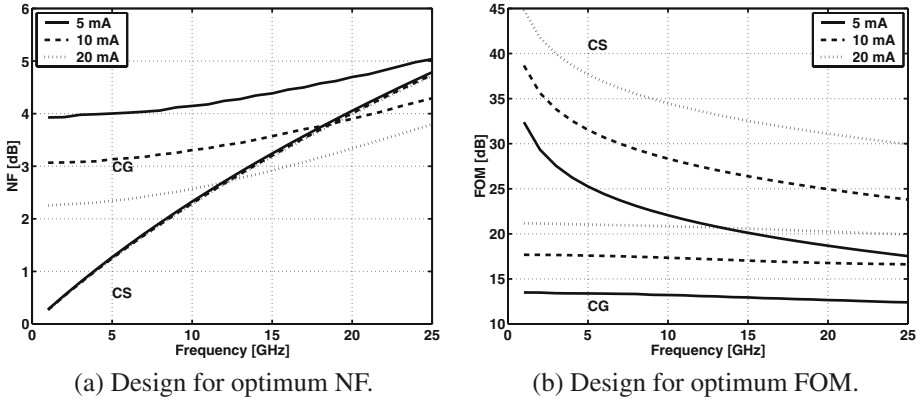 6
5
4
3
2
1
0
NF [dB]
5 mA
10 mA
20 mA
CG
CS
0 5 10 15 20 25
Frequency [GHz]
(a) Design for optimum NF.
45
40
35
30
25
20
15
10
FOM [dB]
5 mA
10 mA
20 mA
CS
CG
0 5 10 15 20 25
Frequency [GHz]
(b) Design for optimum FOM.